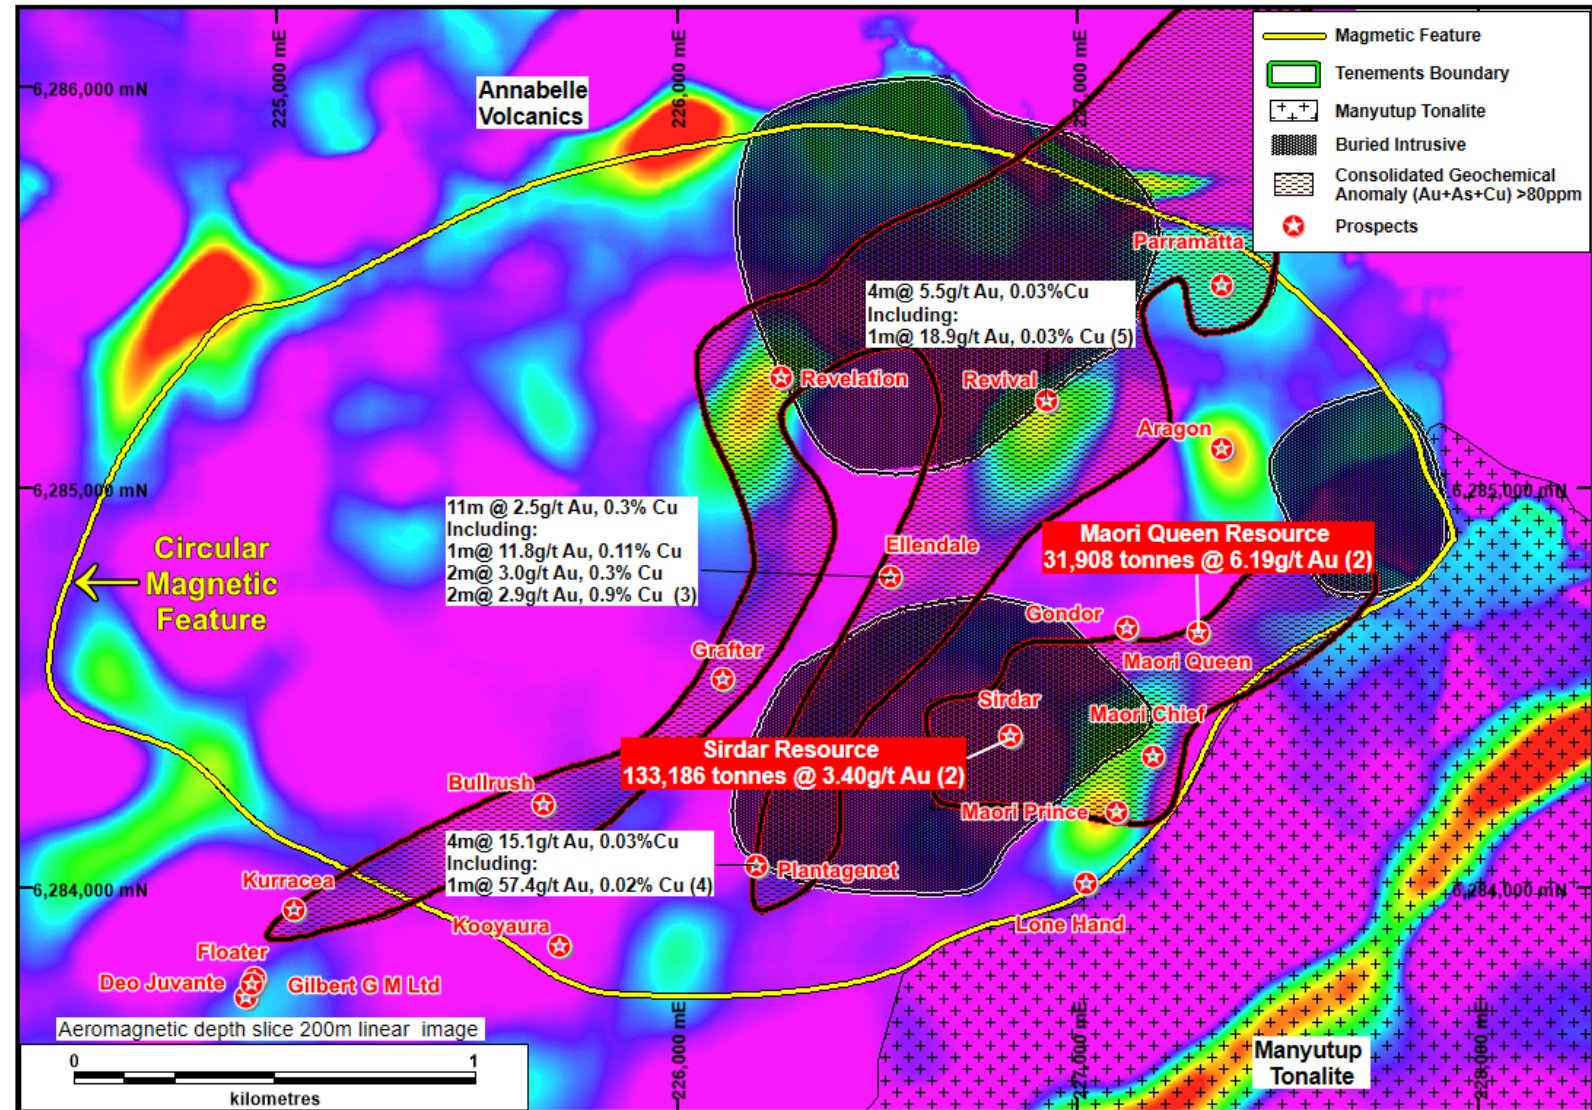 Magmetic Feature
Tenements Boundary
Manyutup Tonalite
Buried Intrusive
Consolidated Geochemical
Anomaly (Au+As+Cu) >80ppm
Prospects
225,000 mE
226,000 mE
227,000 mE
6,286,000 mN
Annabelle
Volcanics
Parramatta
4m@ 5.5g/t Au, 0.03%Cu
Including:
1m@ 18.9g/t Au, 0.03% Cu (5)
Revelation
Revival
Aragon
6,285,000 mN
6,285,000 mN
11m @ 2.5g/t Au, 0.3% Cu
Including:
1m@ 11.8g/t Au, 0.11% Cu
2m@ 3.0g/t Au, 0.3% Cu
2m@ 2.9g/t Au, 0.9% Cu (3)
Circular
Magnetic
Feature
Ellendale
Maori Queen Resource
31,908 tonnes @ 6.19g/t Au (2)
Gondor
Maori Queen
Grafter
Sirdar
Maori Chief
Sirdar Resource
133,186 tonnes @ 3.40g/t Au (2)
Bullrush
Maori Prince
4m@ 15.1g/t Au, 0.03%Cu
Including:
1m@ 57.4g/t Au, 0.02% Cu (4)
Plantagenet
Kurracea
6,284,000 mN
6,284,000 mN
Kooyaura
Lone Hand
Floater
Deo Juvante
Gilbert G M Ltd
Aeromagnetic depth slice 200m linear image
0 1
kilometres
226,000 mE
227,000 mE
228,000 mE
Manyutup
Tonalite